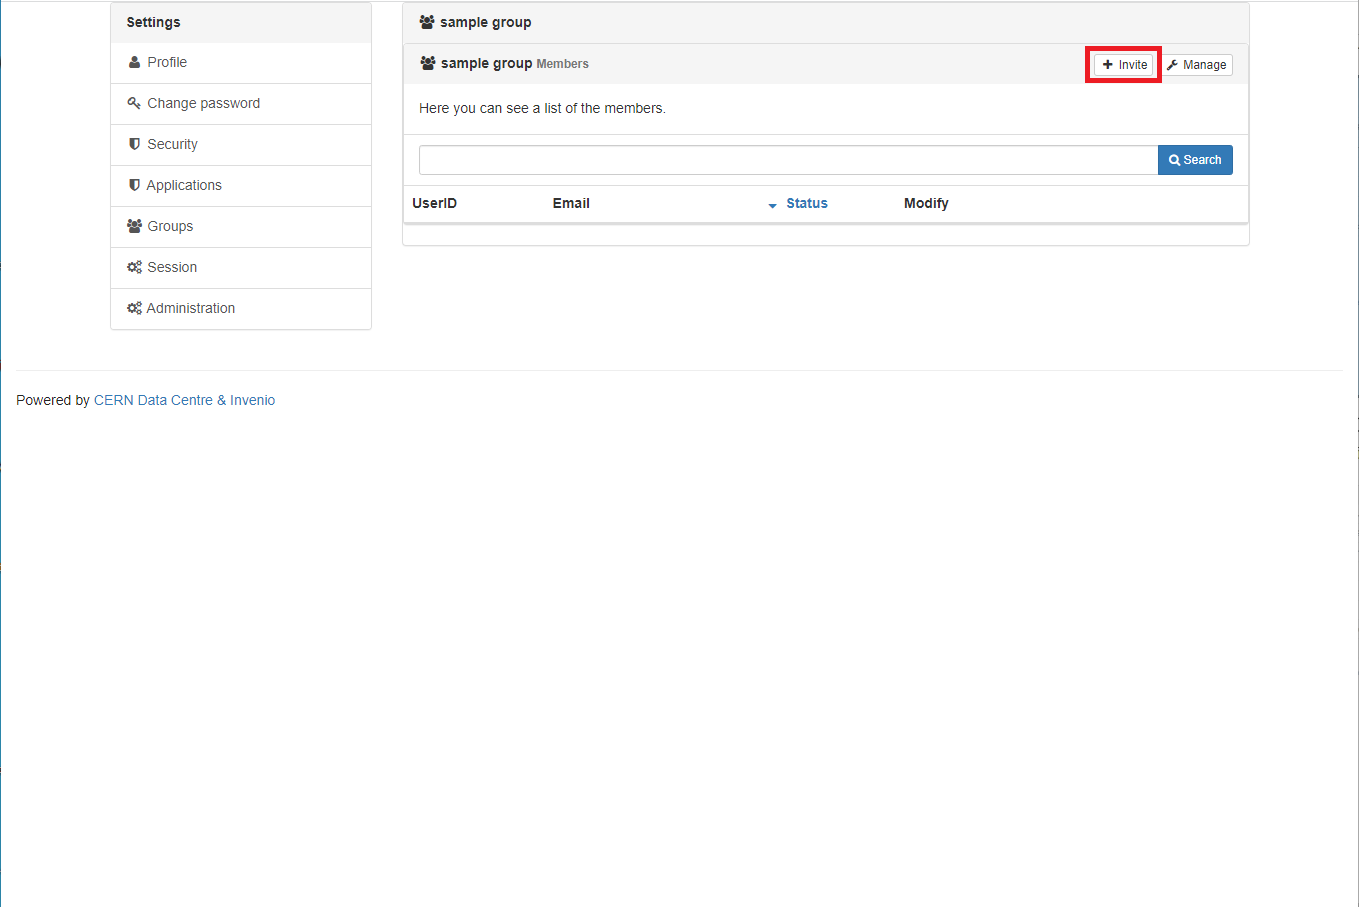 Settings
Profile
Change password
Security
Applications
Groups
Session
Administration
sample group
sample group Members
Invite
Manage
Here you can see a list of the members.
Search
UserID Email Status Modify
Powered by CERN Data Centre & Invenio